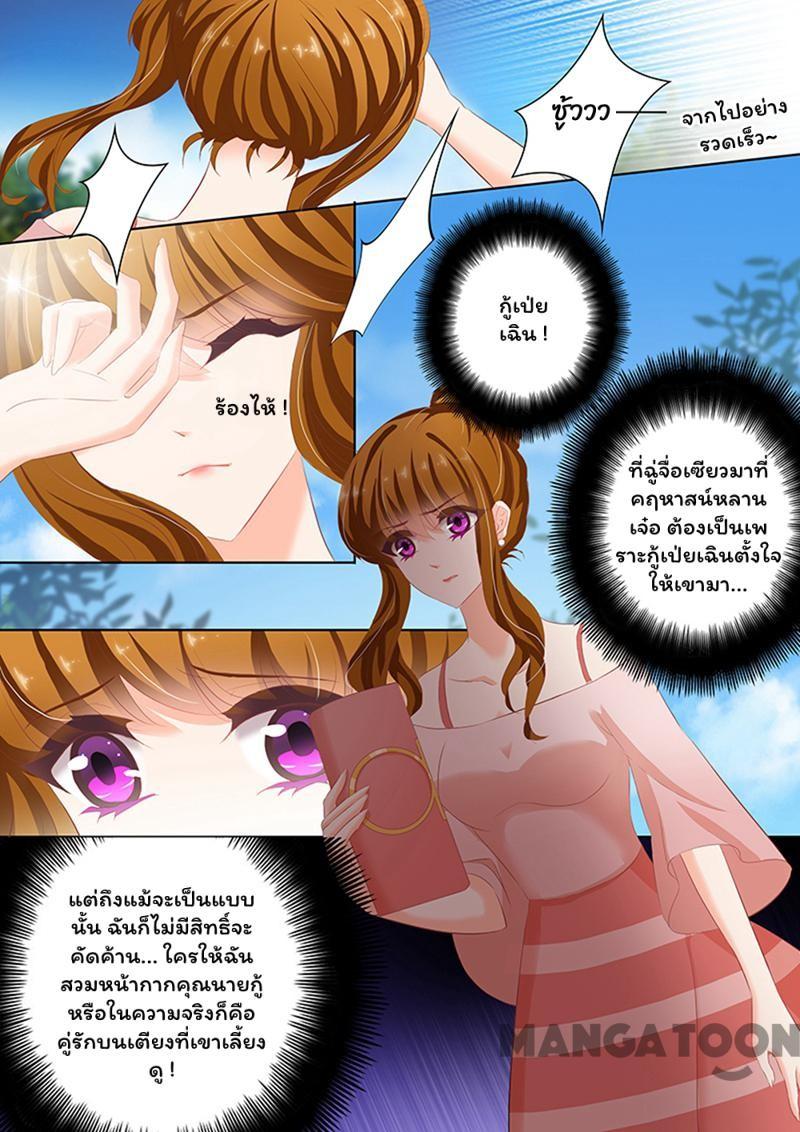 ซู้ววว
จากไปอย่าง
รวดเร็ว~
กู้เป่ย
เฉิน !
ร้องไห้ !
ที่ฉู่จื่อเซียวมาที่
คฤหาสน์หลาน
เจ๋อ ต้องเป็นเพ
ราะกู้เป่ยเฉินตั้งใจ
ให้เขามา...
แต่ถึงแม้จะเป็นแบบ
นั้น ฉันก็ไม่มีสิทธิ์จะ
คัดค้าน... ใครให้ฉัน
สวมหน้ากากคุณนายกู้
หรือในความจริงก็คือ
คู่รักบนเตียงที่เขาเลี้ยง
ดู !
MANGATOON